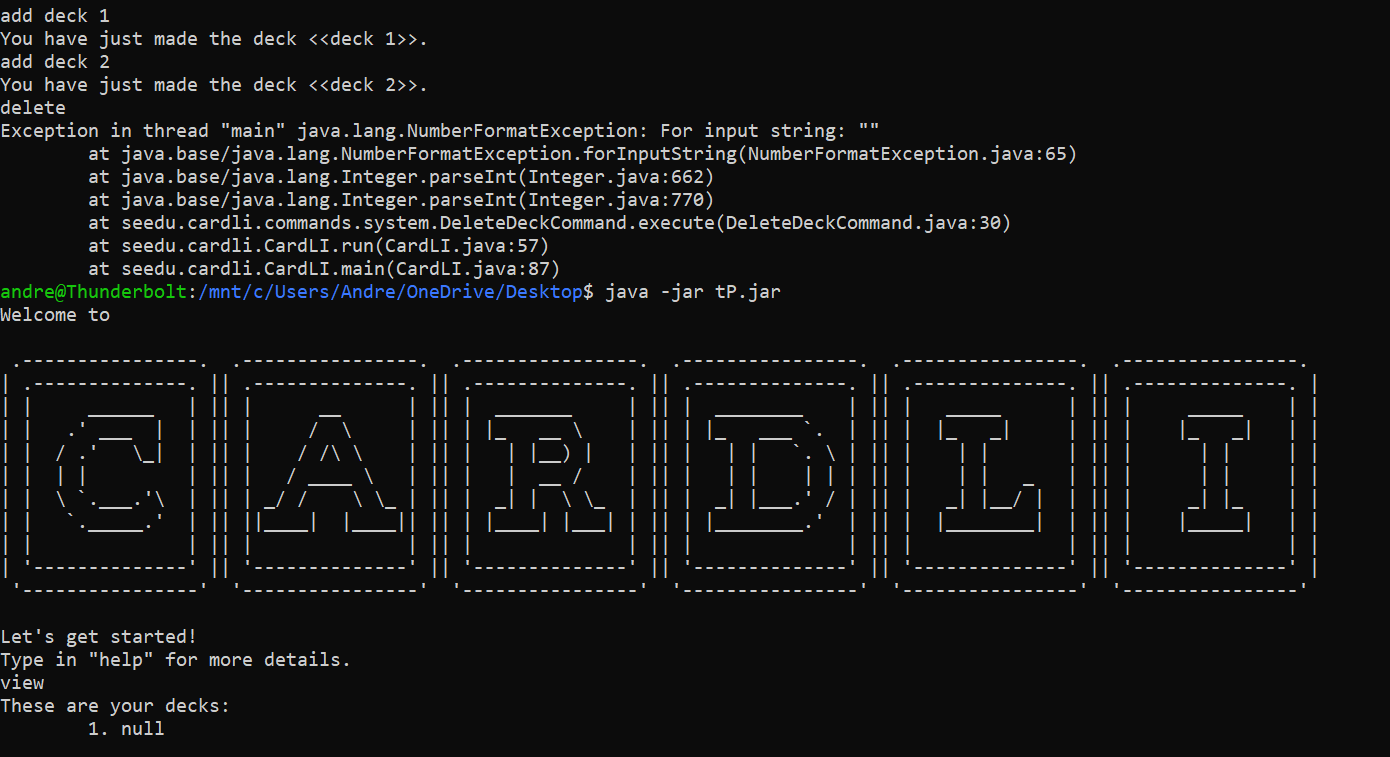 add deck 1
You have just made the deck <<deck 1>>.
add deck 2
You have just made the deck <<deck 2>>.
delete
Exception in thread "main" java.lang.NumberFormatException: For input string: ""
at java.base/java.lang.NumberFormatException.forInputString(NumberFormatException.java:65)
at java.base/java.lang.Integer.parseInt(Integer.java:662)
at java.base/java.lang.Integer.parseInt(Integer.java:770)
at seedu.cardli.commands.system.DeleteDeckCommand.execute(DeleteDeckCommand.java:30)
at seedu.cardli.CardLI.run(CardLI.java:57)
at seedu.cardli.CardLI.main(CardLI.java:87)
andre@Thunderbolt:/mnt/c/Users/Andre/OneDrive/Desktop$ java -jar tP.jar
Welcome to
CARDLI
Let's get started!
Type in "help" for more details.
view
These are your decks:
1. null